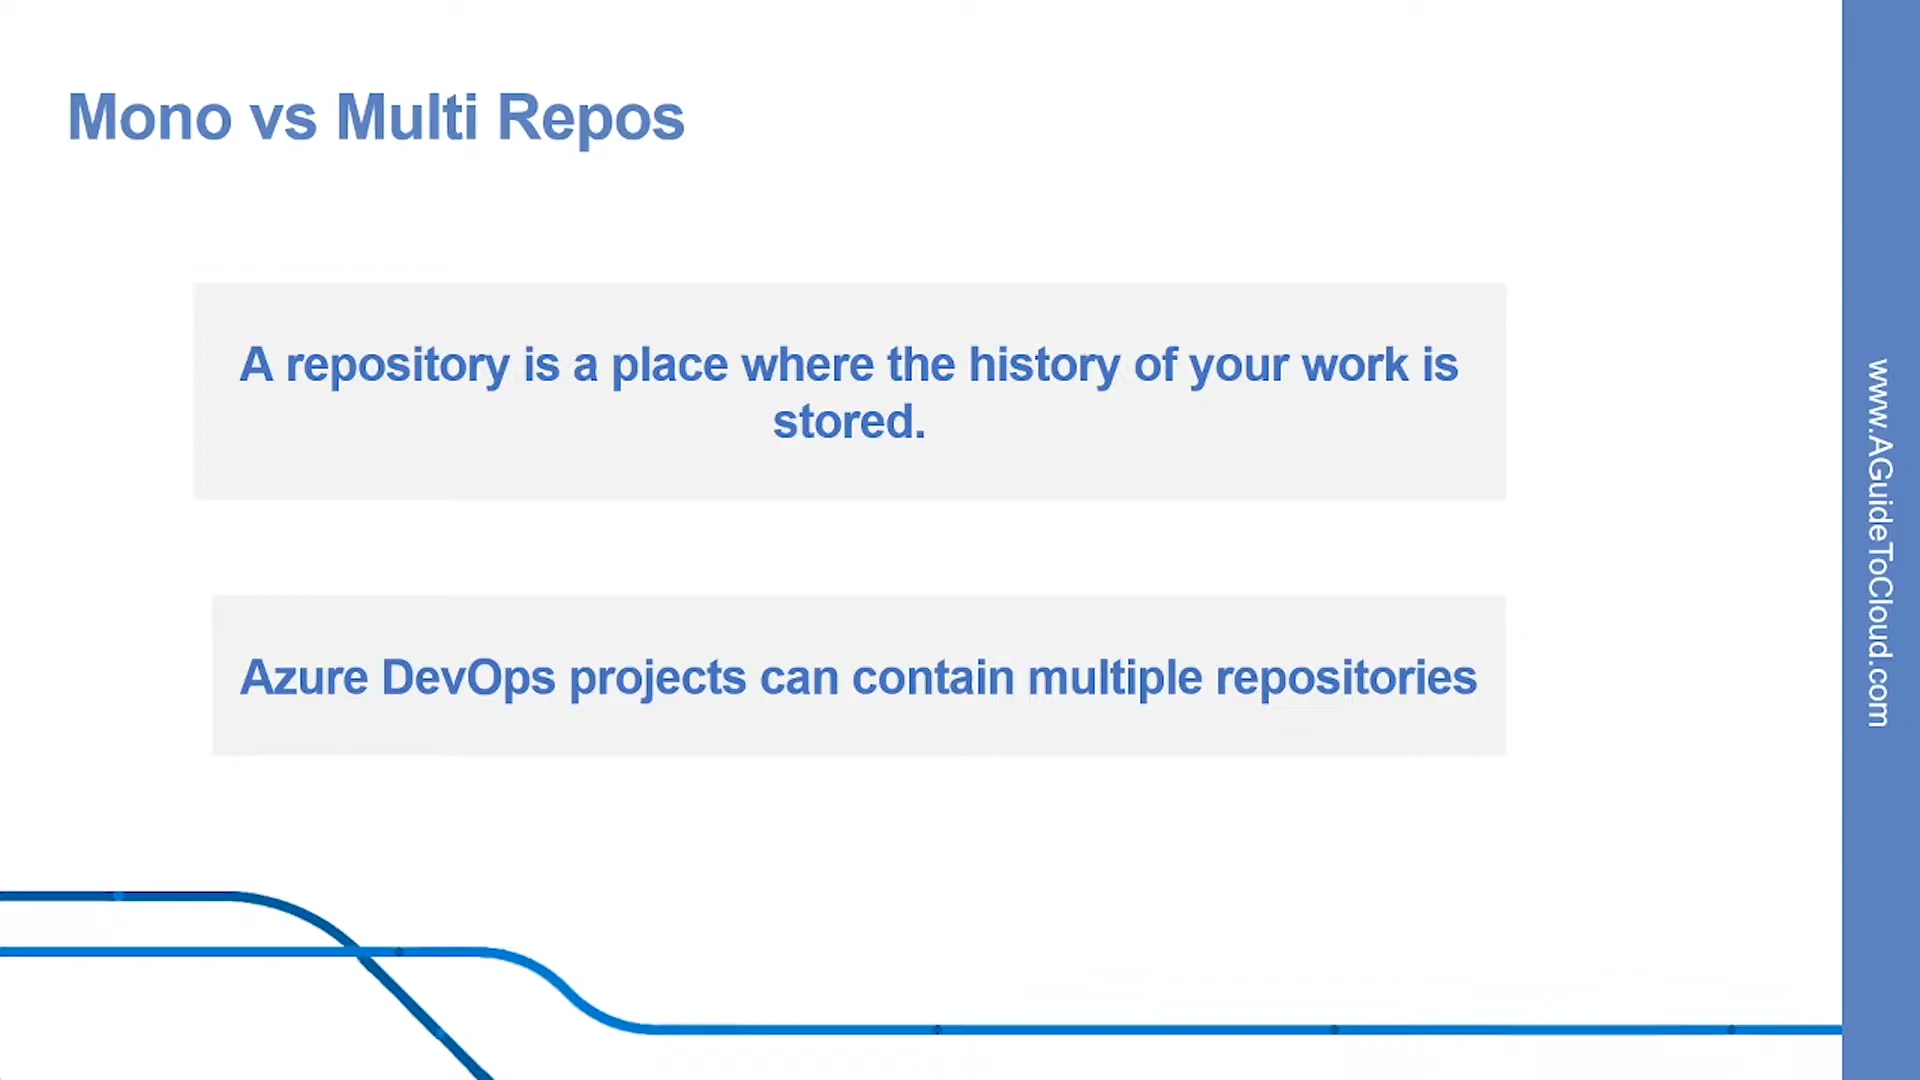 Mono vs Multi Repos
A repository is a place where the history of your work is
stored.
Azure DevOps projects can contain multiple repositories
www.AGuideToCloud.com